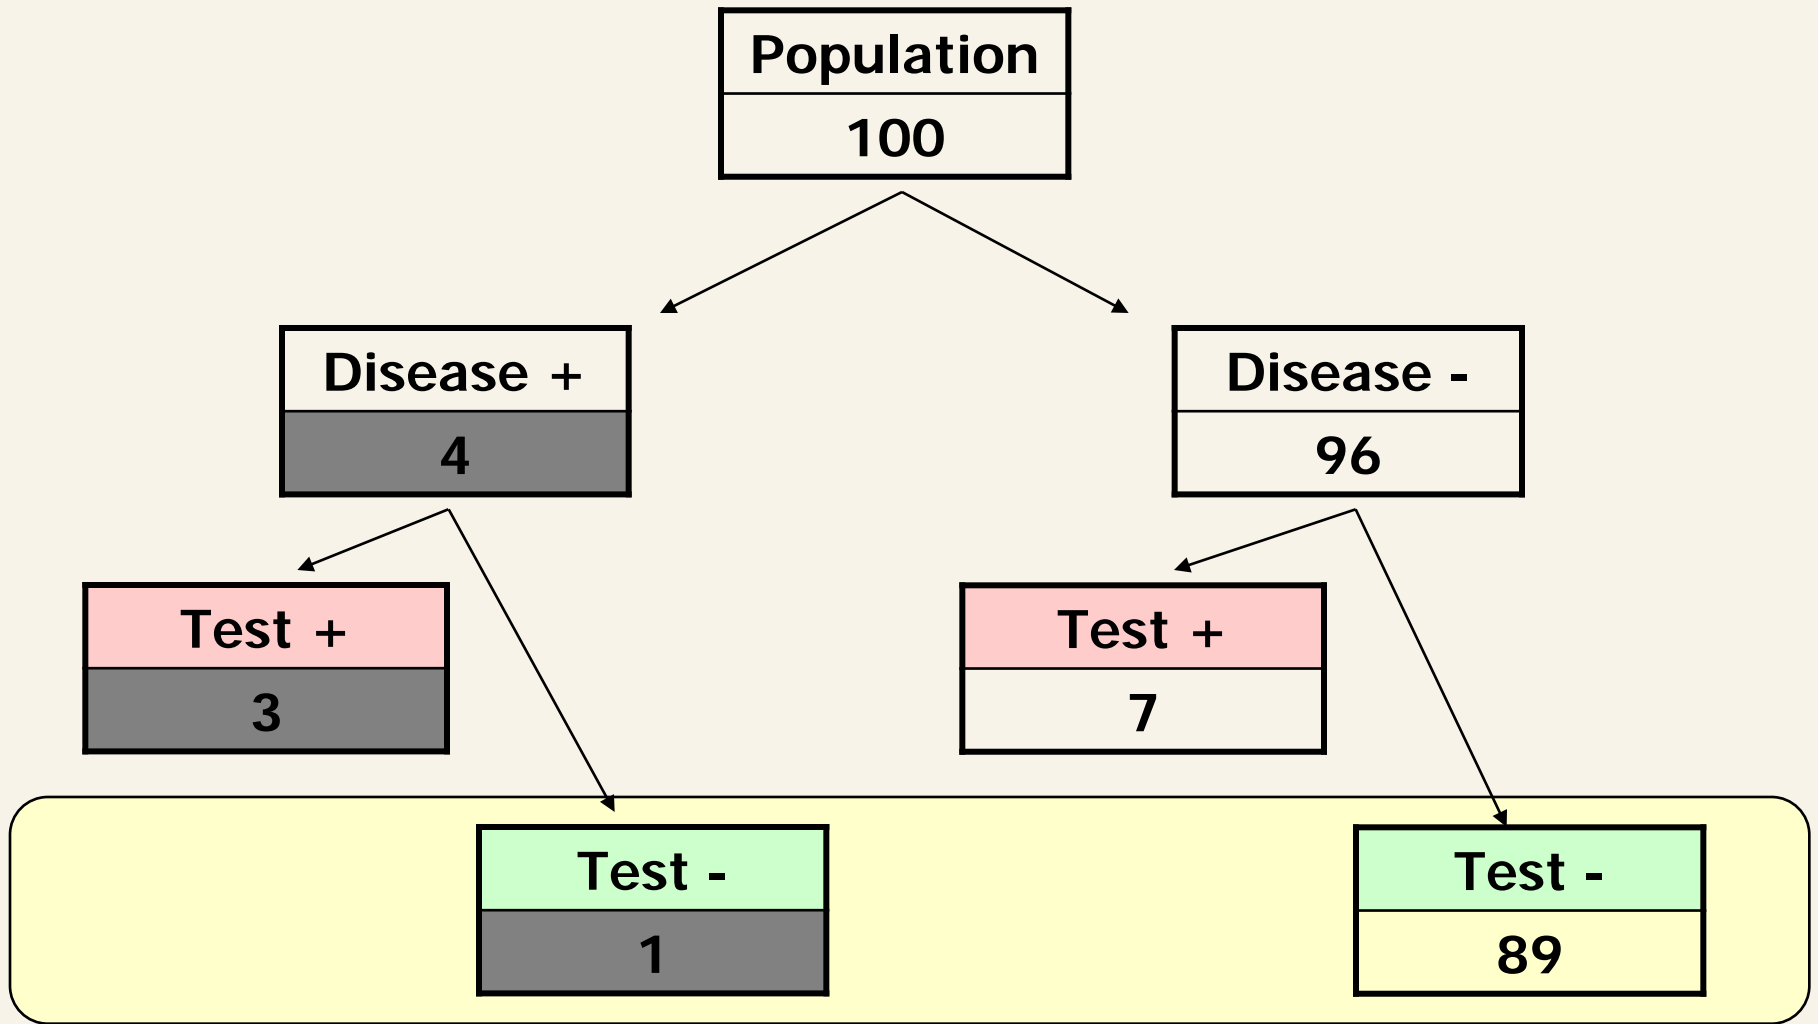 Population
100
Disease +
4
Disease -
96
Test +
3
Test +
7
Test -
1
Test -
89